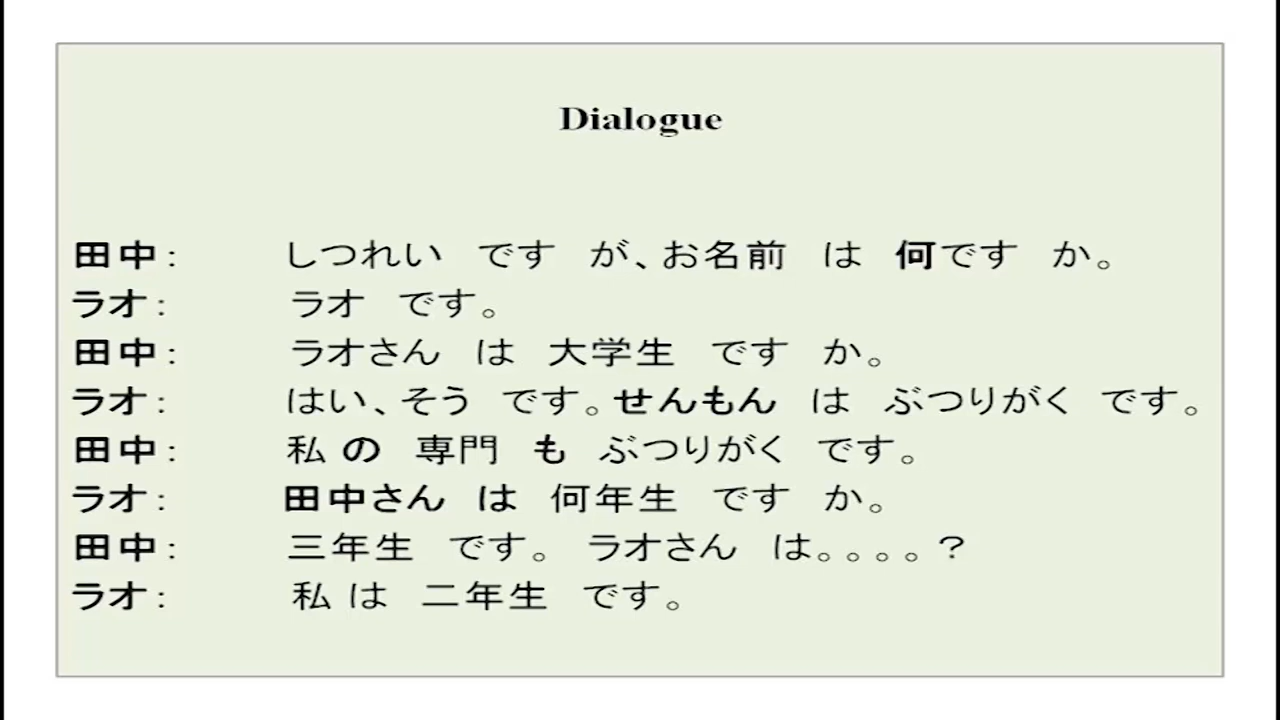 Dialogue
田中： しつれい です が、お名前 は 何です か。
ラオ： ラオ です。
田中： ラオさん は 大学生 です か。
ラオ： はい、そう です。せんもん は ぶつりがく です。
田中： 私 の 専門 も ぶつりがく です。
ラオ： 田中さん は 何年生 です か。
田中： 三年生 です。 ラオさん は。。。。？
ラオ： 私 は 二年生 です。